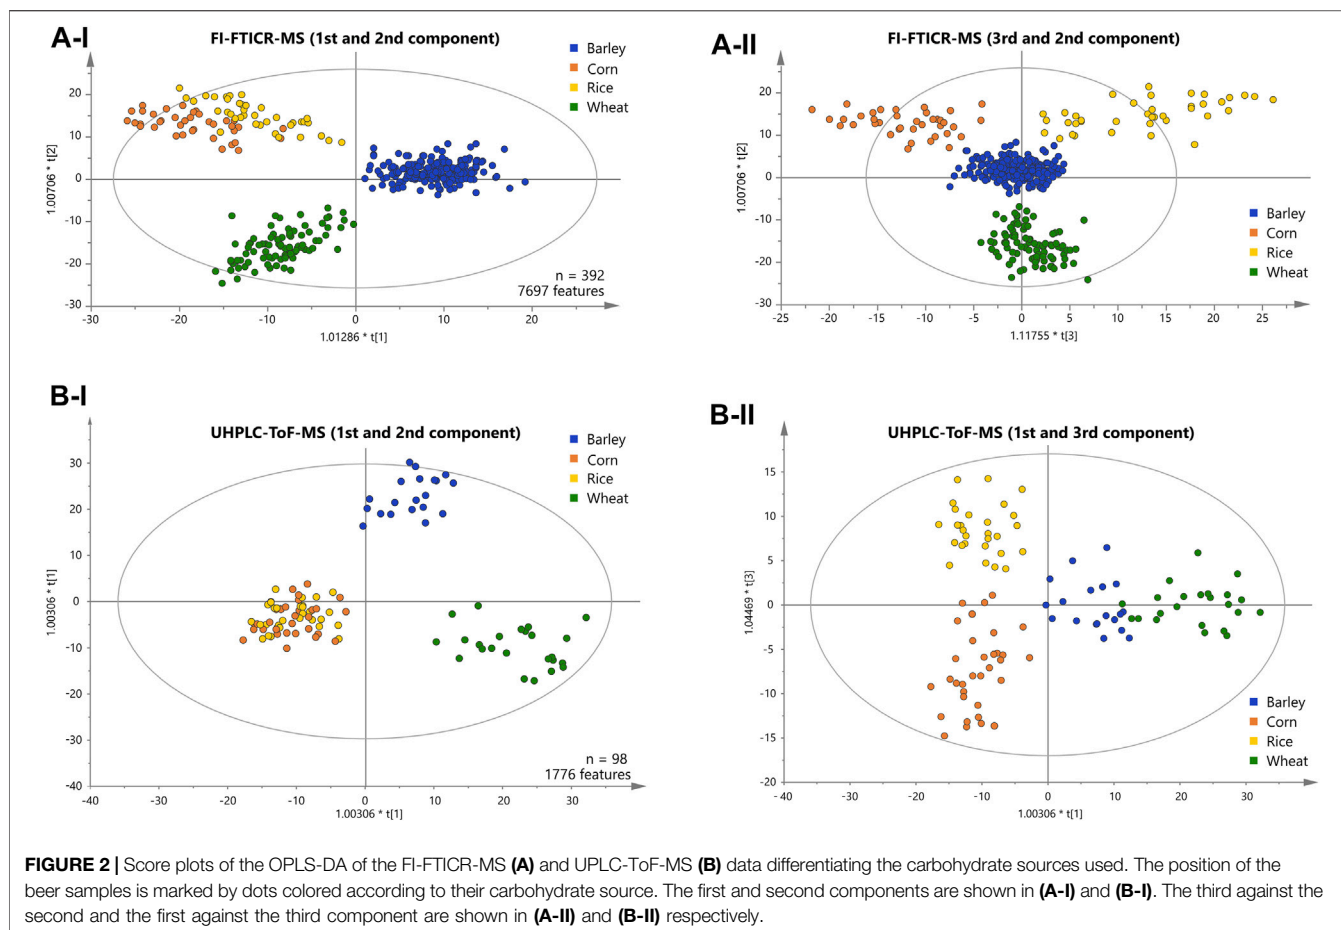 A-I
FI-FTICR-MS (1st and 2nd component)
Barley
Corn
Rice
Wheat
20
10
0
-10
-20
-30
1.00706 * t[2]
n = 392
7697 features
-30
-20
-10
0
10
20
1.01286 * t[1]
A-II
FI-FTICR-MS (3rd and 2nd component)
20
10
0
-10
-20
-30
1.00706 * t[2]
Barley
Corn
Rice
Wheat
-25
-20
-15
-10
-5
0
5
10
15
20
25
1.11755 * t[3]
B-I
UHPLC-ToF-MS (1st and 2nd component)
Barley
Corn
Rice
Wheat
30
20
10
0
-10
-20
-30
-40
1.00306 * t[1]
n = 98
1776 features
-40
-30
-20
-10
0
10
20
30
1.00306 * t[1]
B-II
UHPLC-ToF-MS (1st and 3rd component)
15
10
5
0
-5
-10
-15
-20
1.04469 * t[3]
Barley
Corn
Rice
Wheat
-40
-30
-20
-10
0
10
20
30
1.00306 * t[1]
FIGURE 2 | Score plots of the OPLS-DA of the FI-FTICR-MS (A) and UPLC-ToF-MS (B) data differentiating the carbohydrate sources used. The position of the
beer samples is marked by dots colored according to their carbohydrate source. The first and second components are shown in (A-I) and (B-I). The third against the
second and the first against the third component are shown in (A-II) and (B-II) respectively.